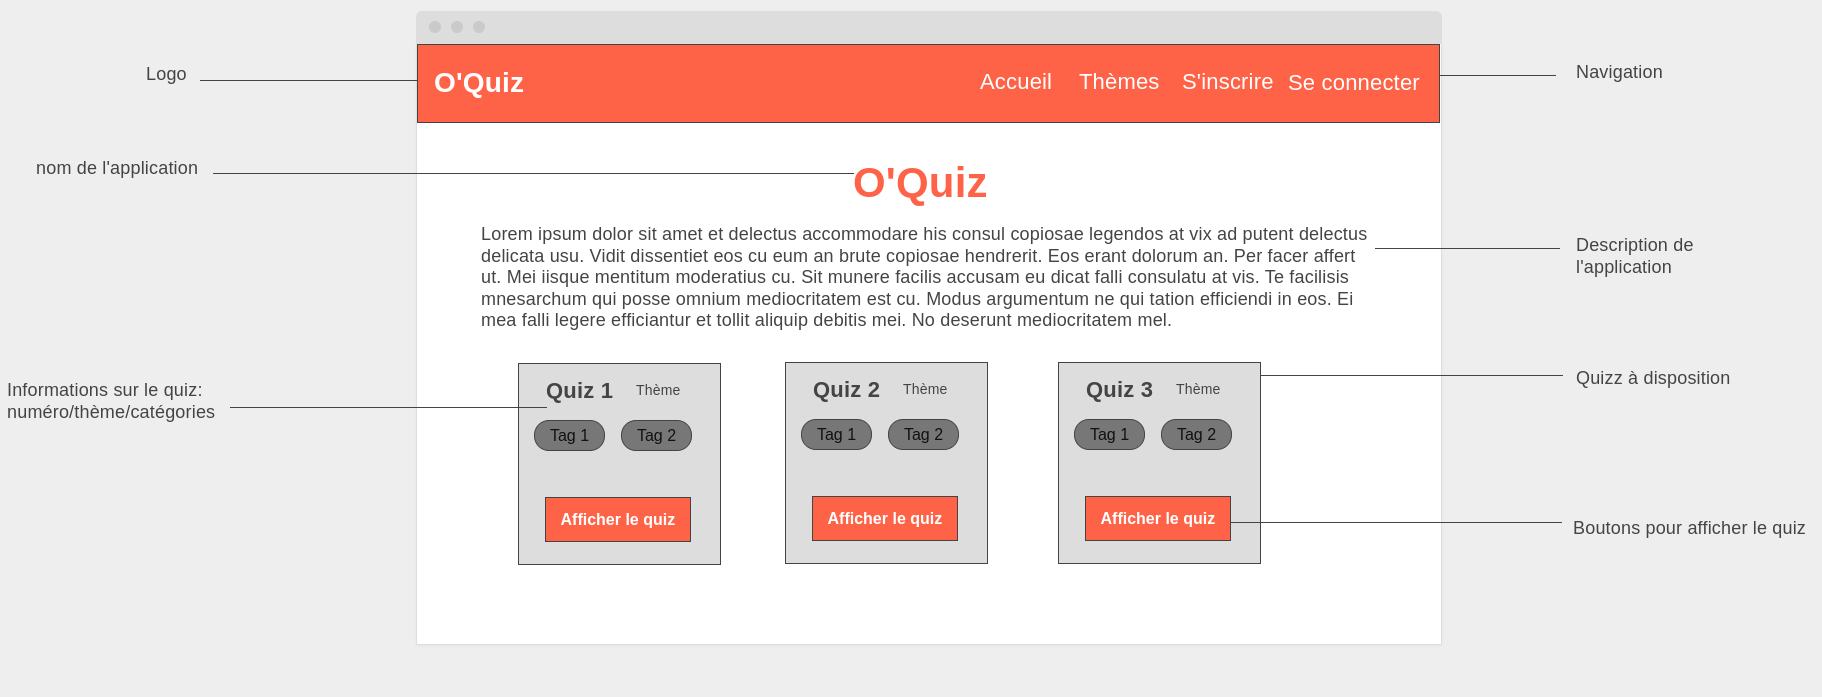 Logo
O'Quiz
Accueil Thèmes S'inscrire Se connecter
Navigation
nom de l'application
O'Quiz
Lorem ipsum dolor sit amet et delectus accommodare his consul copiosae legendos at vix ad putent delectus
delicata usu. Vidit dissentiet eos cu eum an brute copiosae hendrerit. Eos erant dolorum an. Per facer affert
ut. Mei iisque mentitum moderatius cu. Sit munere facilis accusam eu dicat falli consulatu at vis. Te facilisis
mnesarchum qui posse omnium mediocritatem est cu. Modus argumentum ne qui tation efficiendi in eos. Ei
mea falli legere efficiantur et tollit aliquip debitis mei. No deserunt mediocritatem mel.
Description de
l'application
Informations sur le quiz:
numéro/thème/catégories
Quiz 1 Thème
Tag 1 Tag 2
Afficher le quiz
Quiz 2 Thème
Tag 1 Tag 2
Afficher le quiz
Quiz 3 Thème
Tag 1 Tag 2
Afficher le quiz
Quizz à disposition
Boutons pour afficher le quiz